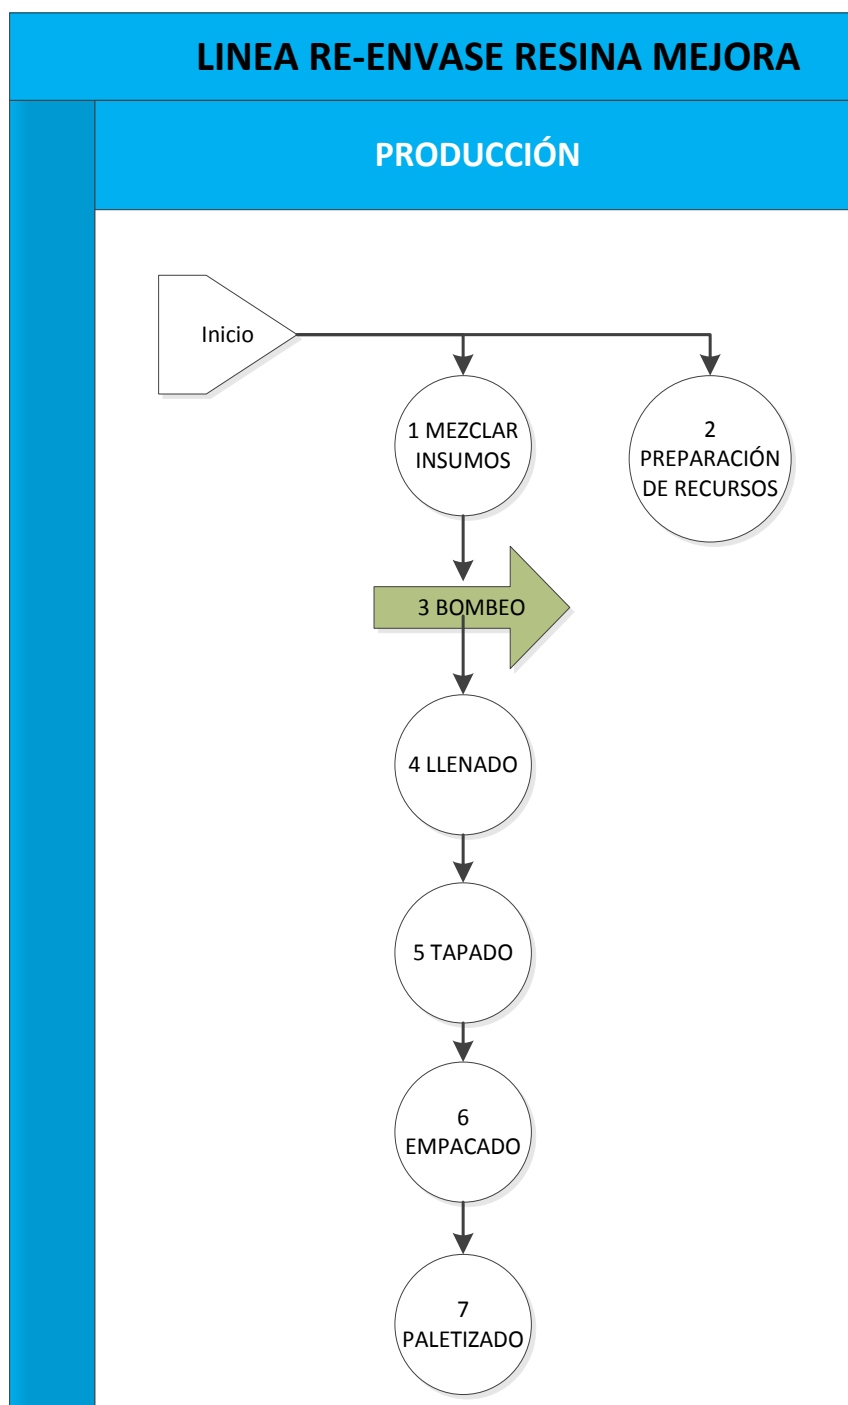 LINEA RE-ENVASE RESINA MEJORA
PRODUCCIÓN
Inicio
1 MEZCLAR
INSUMOS
2
PREPARACIÓN
DE RECURSOS
3 BOMBEO
4 LLENADO
5 TAPADO
6
EMPACADO
7
PALETIZADO